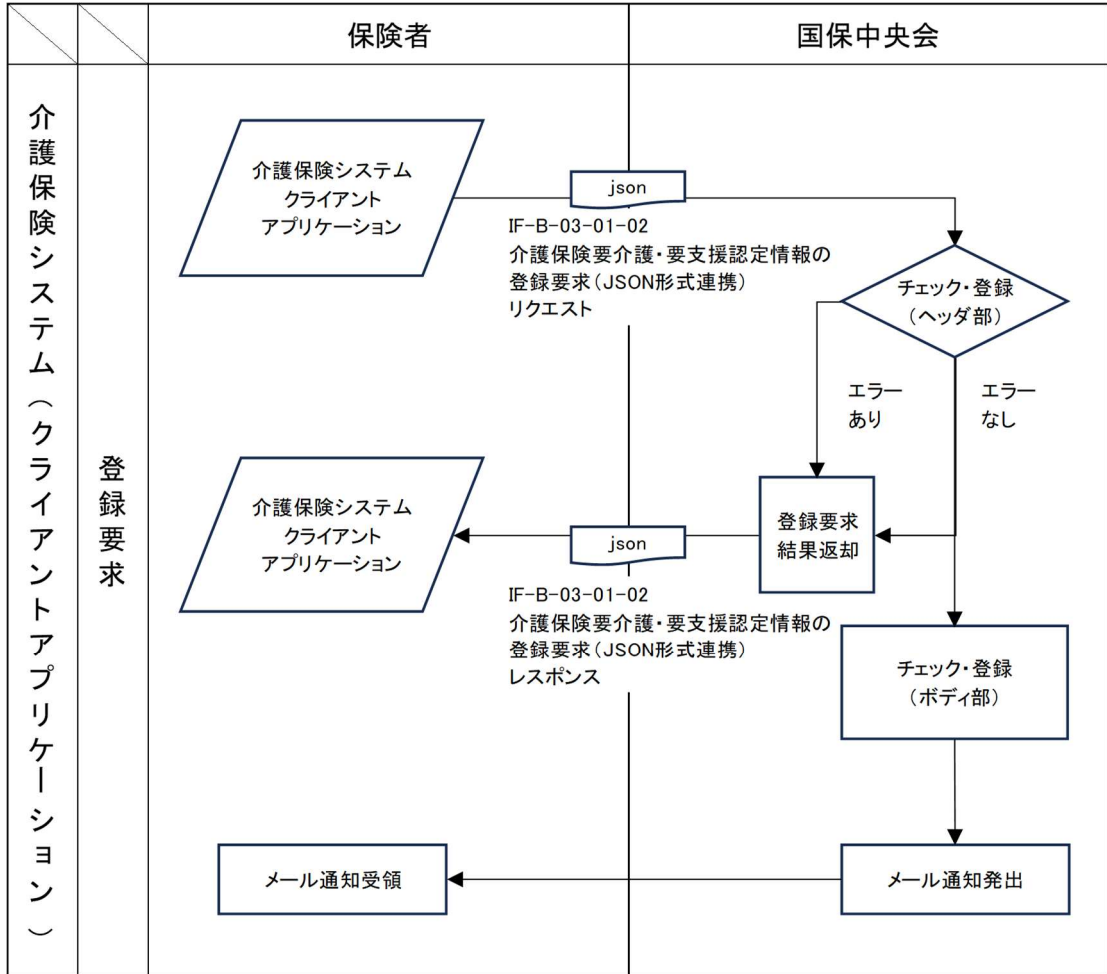 保険者
国保中央会
介護保険システム（クライアントアプリケーション）
登録要求
介護保険システム
クライアント
アプリケーション
json
IF-B-03-01-02
介護保険要介護・要支援認定情報の
登録要求（JSON形式連携）
リクエスト
チェック・登録
（ヘッダ部）
エラー
あり
エラー
なし
介護保険システム
クライアント
アプリケーション
json
登録要求
結果返却
IF-B-03-01-02
介護保険要介護・要支援認定情報の
登録要求（JSON形式連携）
レスポンス
チェック・登録
（ボディ部）
メール通知受領
メール通知発出